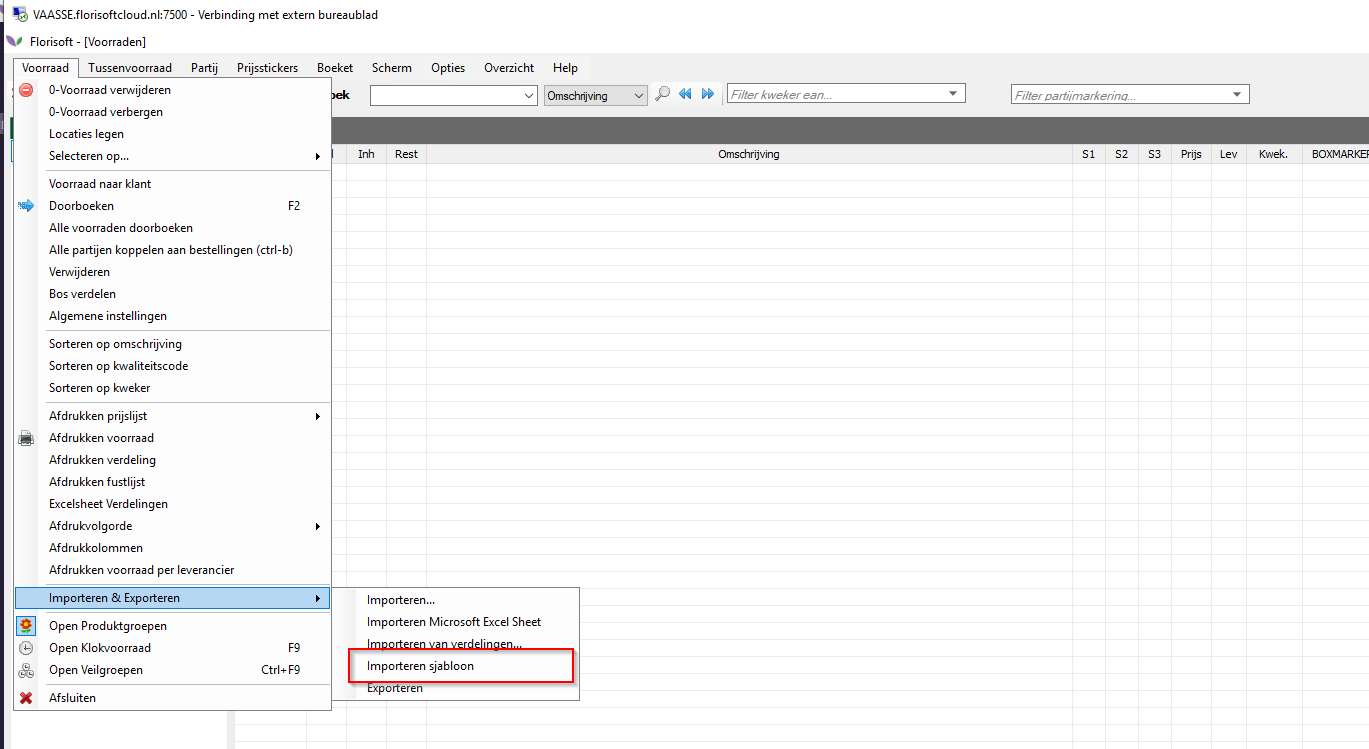 VAASSE.florisoftcloud.nl:7500 - Verbinding met extern bureaublad
Florisoft - [Voorraden]
Voorraad Tussenvoorraad Partij Prijsstickers Boeket Scherm Opties Overzicht Help
Omschrijving Filter kweker ean... Filter partijmarkering...
Inh Rest Omschrijving S1 S2 S3 Prijs Lev Kwek.
0-Voorraad verwijderen
0-Voorraad verbergen
Locaties legen
Selecteren op...
Voorraad naar klant
Doorboeken F2
Alle voorraden doorboeken
Alle partijen koppelen aan bestellingen (ctrl-b)
Verwijderen
Bos verdelen
Algemene instellingen
Sorteren op omschrijving
Sorteren op kwaliteitscode
Sorteren op kweker
Afdrukken prijslijst
Afdrukken voorraad
Afdrukken verdeling
Afdrukken fustlijst
Excelsheet Verdelingen
Afdrukvolgorde
Afdrukkolommen
Afdrukken voorraad per leverancier
Importeren & Exporteren
Open Produktgroepen
Open Klokvoorraad F9
Open Veilgroepen Ctrl+F9
Afsluiten
Importeren...
Importeren Microsoft Excel Sheet
Importeren van verdelingen...
Importeren sjabloon
Exporteren